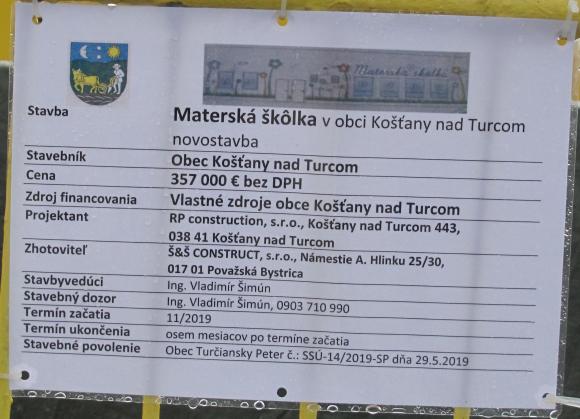 Materská škôlka
Stavba Materská škôlka v obci Košťany nad Turcom
novostavba
Stavebník Obec Košťany nad Turcom
Cena 357 000 € bez DPH
Zdroj financovania Vlastné zdroje obce Košťany nad Turcom
Projektant RP construction, s.r.o., Košťany nad Turcom 443,
038 41 Košťany nad Turcom
Zhotoviteľ Š&Š CONSTRUCT, s.r.o., Námestie A. Hlinku 25/30,
017 01 Považská Bystrica
Stavbyvedúci Ing. Vladimír Šimún
Stavebný dozor Ing. Vladimír Šimún, 0903 710 990
Termín začatia 11/2019
Termín ukončenia osem mesiacov po termíne začatia
Stavebné povolenie Obec Turčiansky Peter č.: SSÚ-14/2019-SP dňa 29.5.2019